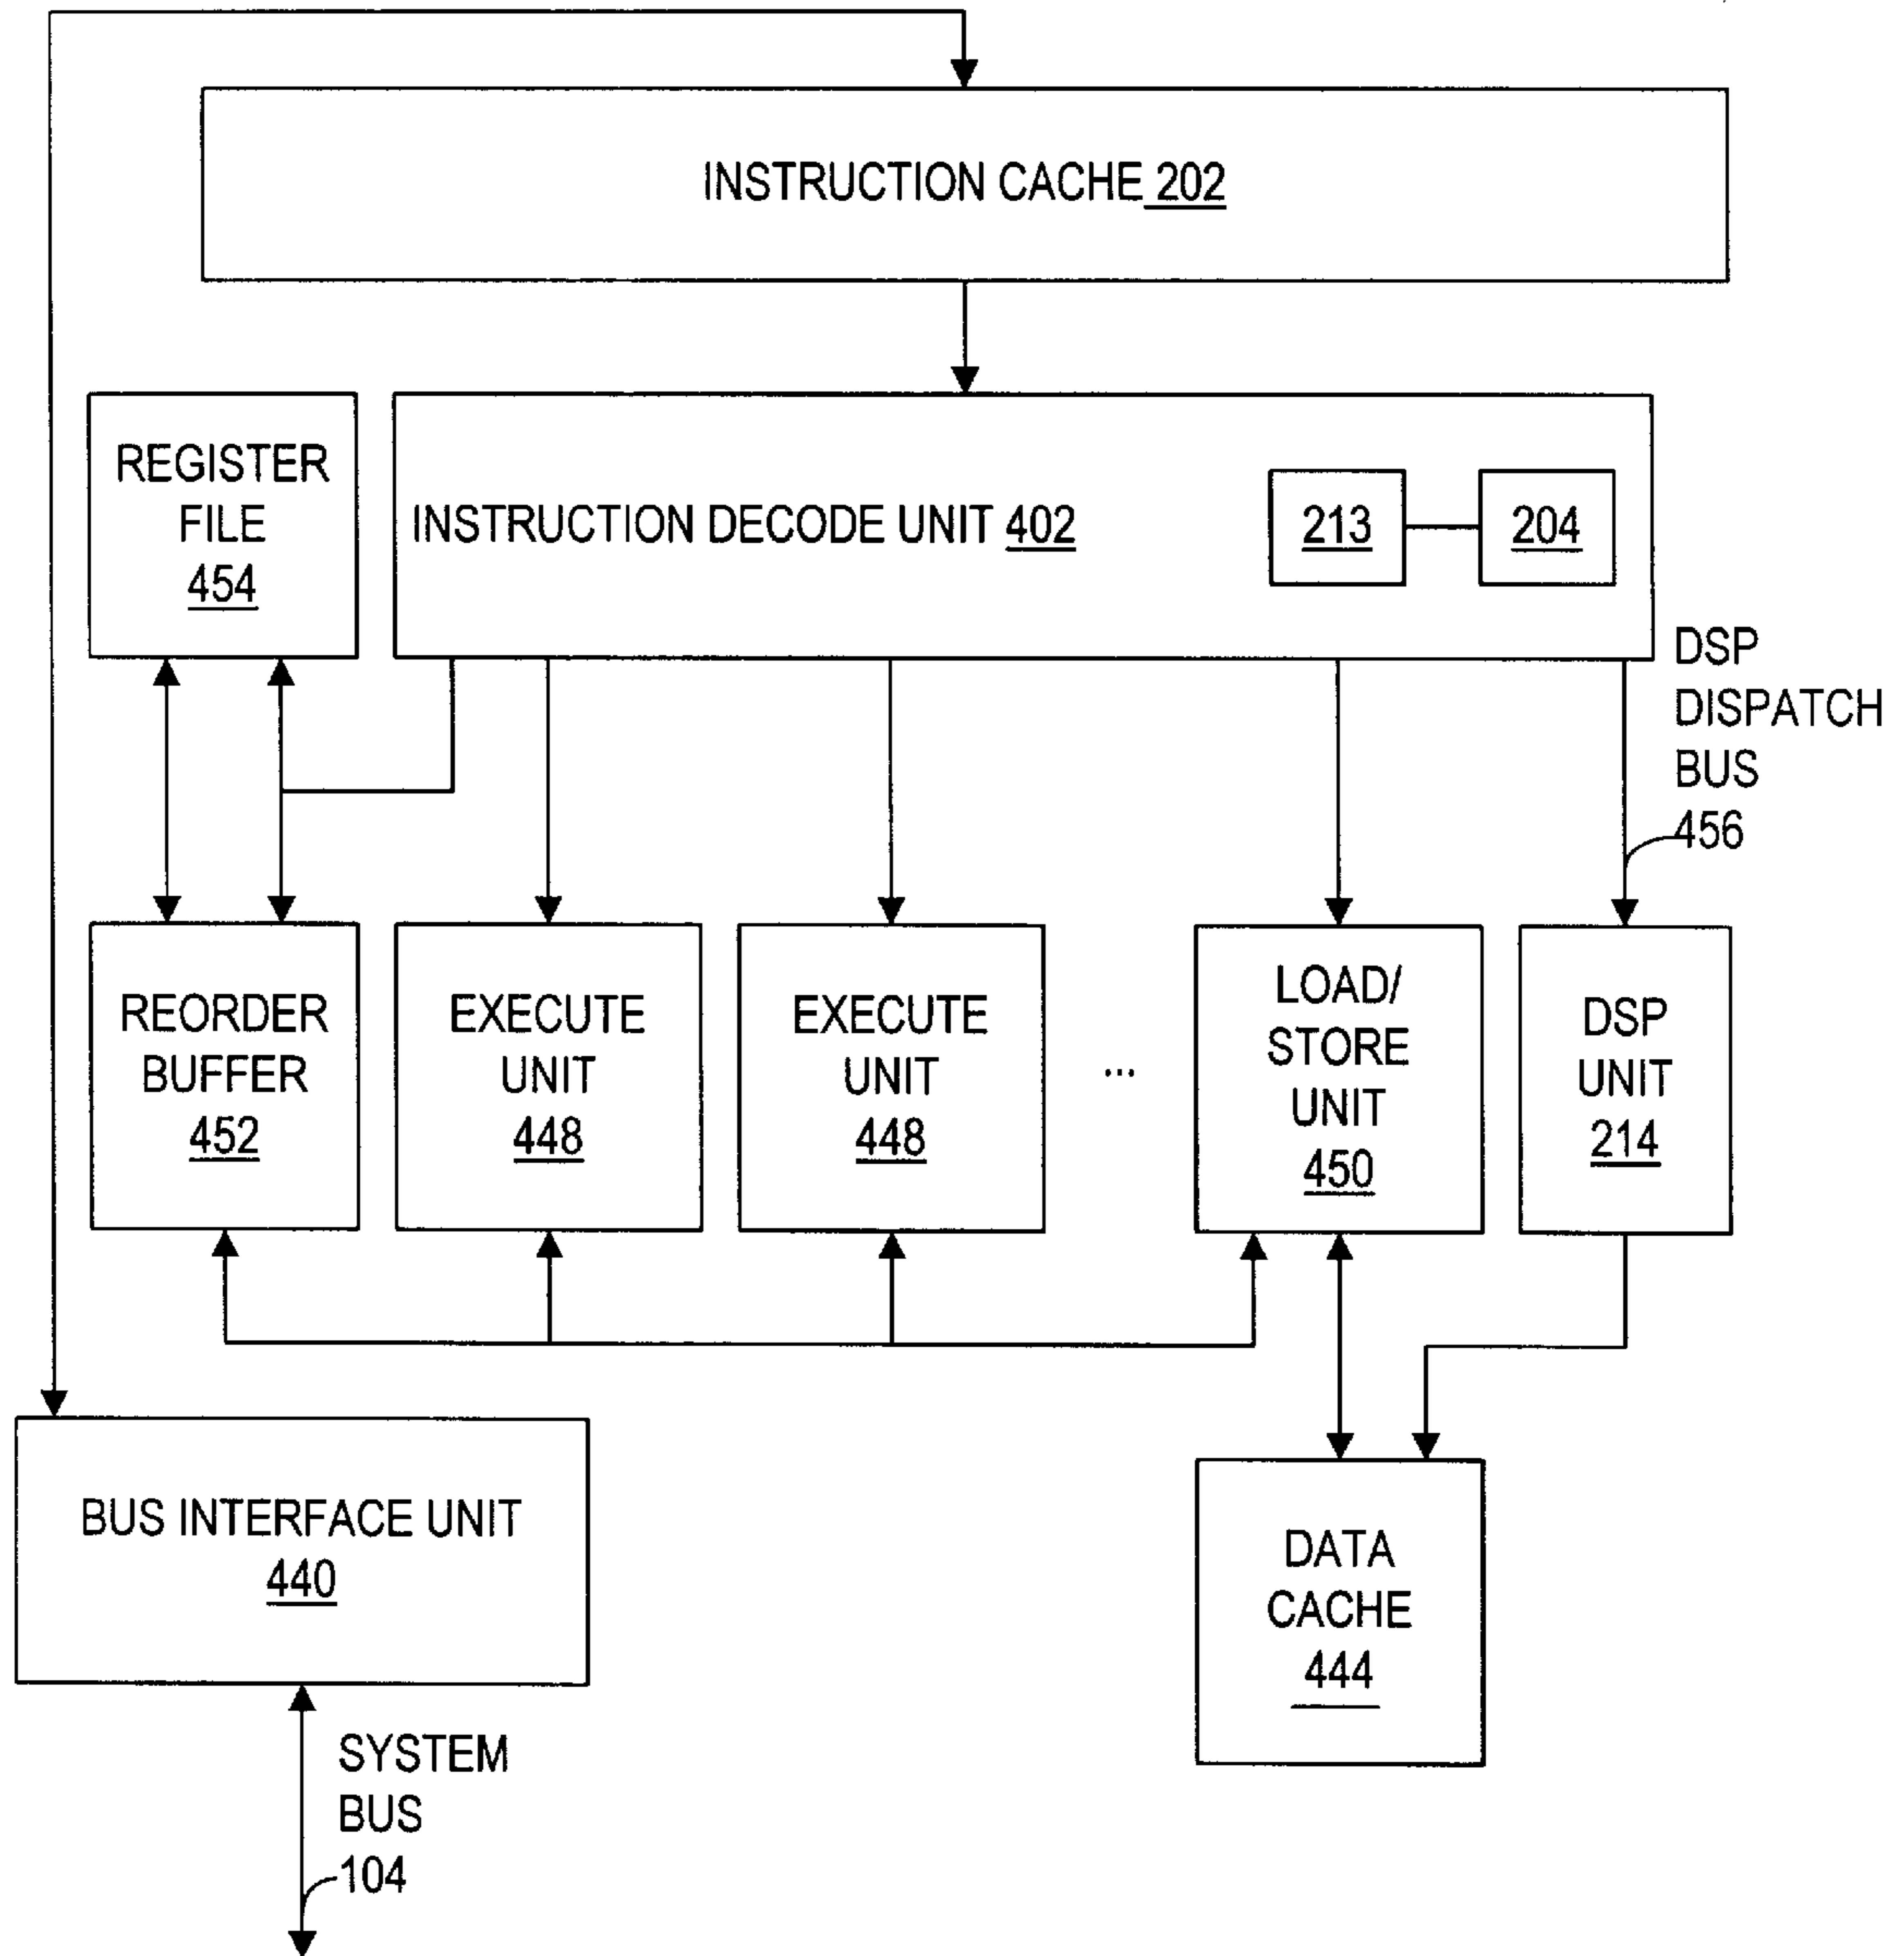 INSTRUCTION CACHE 202
REGISTER
FILE
454
INSTRUCTION DECODE UNIT 402
213
204
DSP
DISPATCH
BUS
456
REORDER
BUFFER
452
EXECUTE
UNIT
448
EXECUTE
UNIT
448
...
LOAD/
STORE
UNIT
450
DSP
UNIT
214
BUS INTERFACE UNIT
440
DATA
CACHE
444
SYSTEM
BUS
104